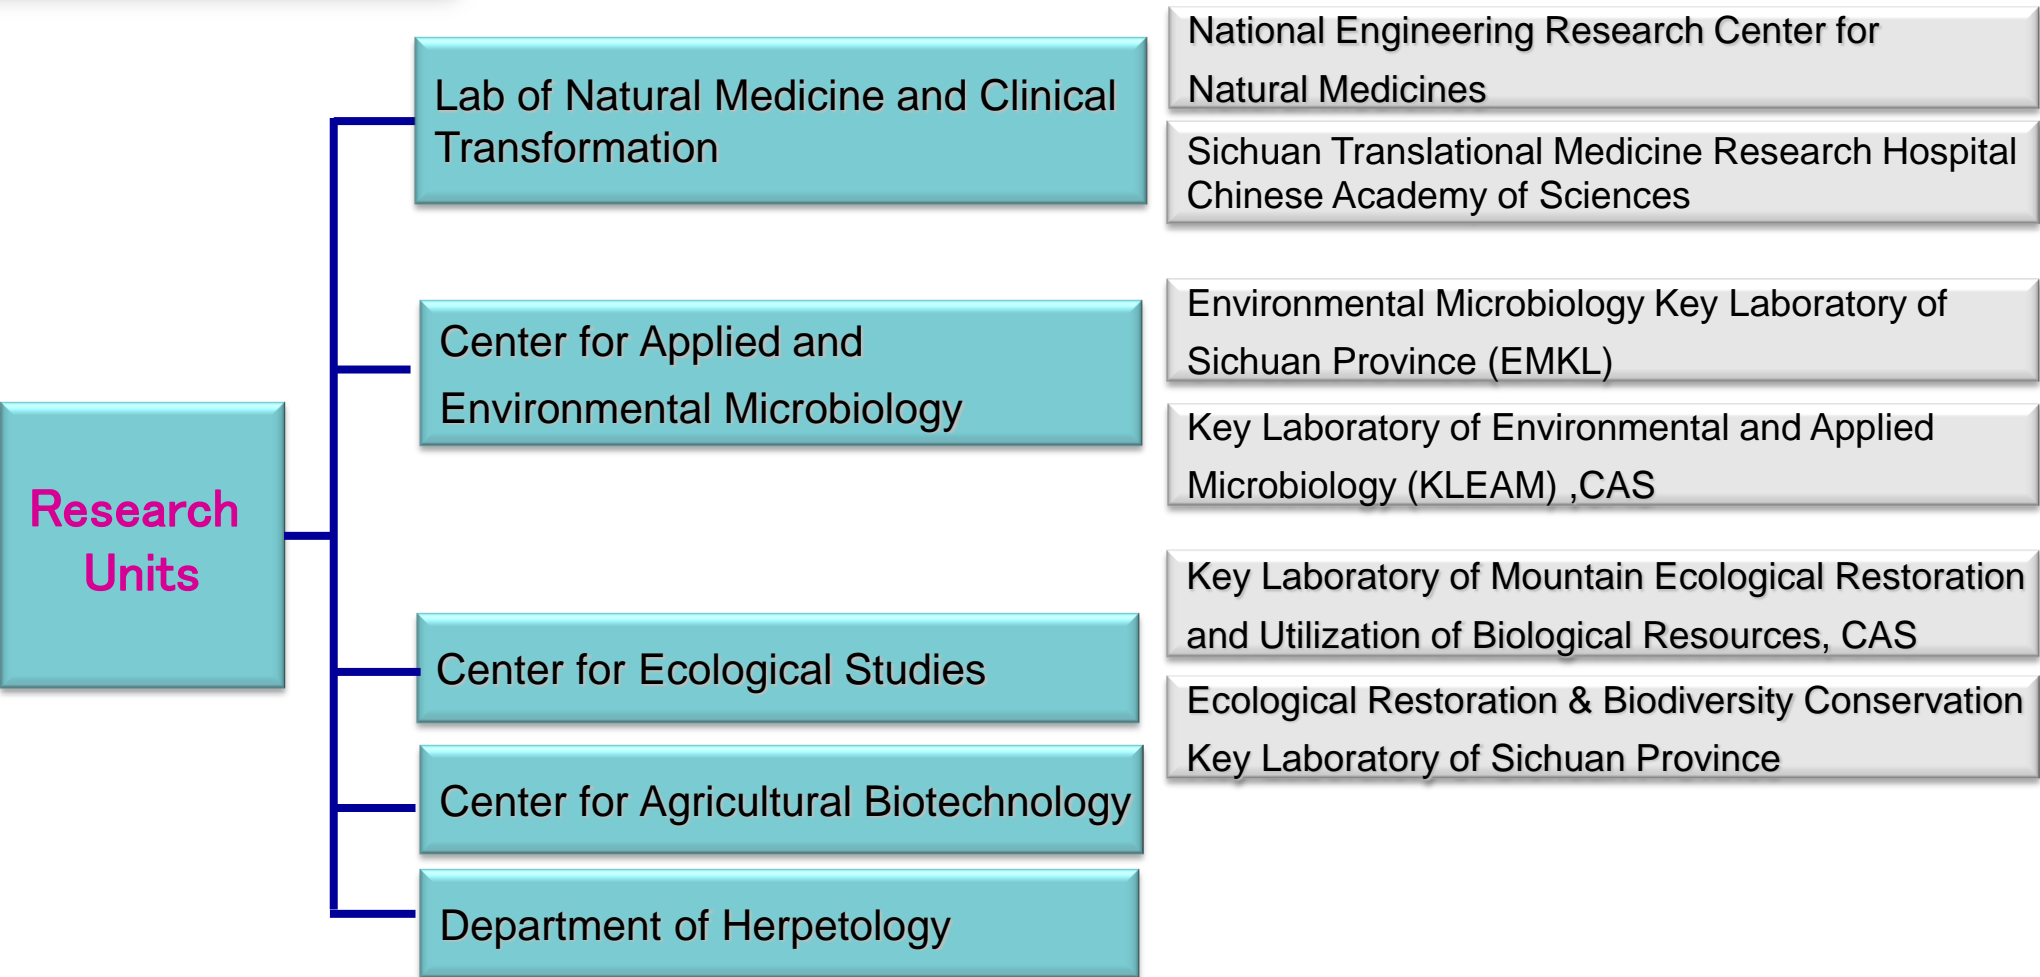 Research
Units
Lab of Natural Medicine and Clinical
Transformation
National Engineering Research Center for
Natural Medicines
Sichuan Translational Medicine Research Hospital
Chinese Academy of Sciences
Center for Applied and
Environmental Microbiology
Environmental Microbiology Key Laboratory of
Sichuan Province (EMKL)
Key Laboratory of Environmental and Applied
Microbiology (KLEAM) ,CAS
Center for Ecological Studies
Key Laboratory of Mountain Ecological Restoration
and Utilization of Biological Resources, CAS
Ecological Restoration & Biodiversity Conservation
Key Laboratory of Sichuan Province
Center for Agricultural Biotechnology
Department of Herpetology